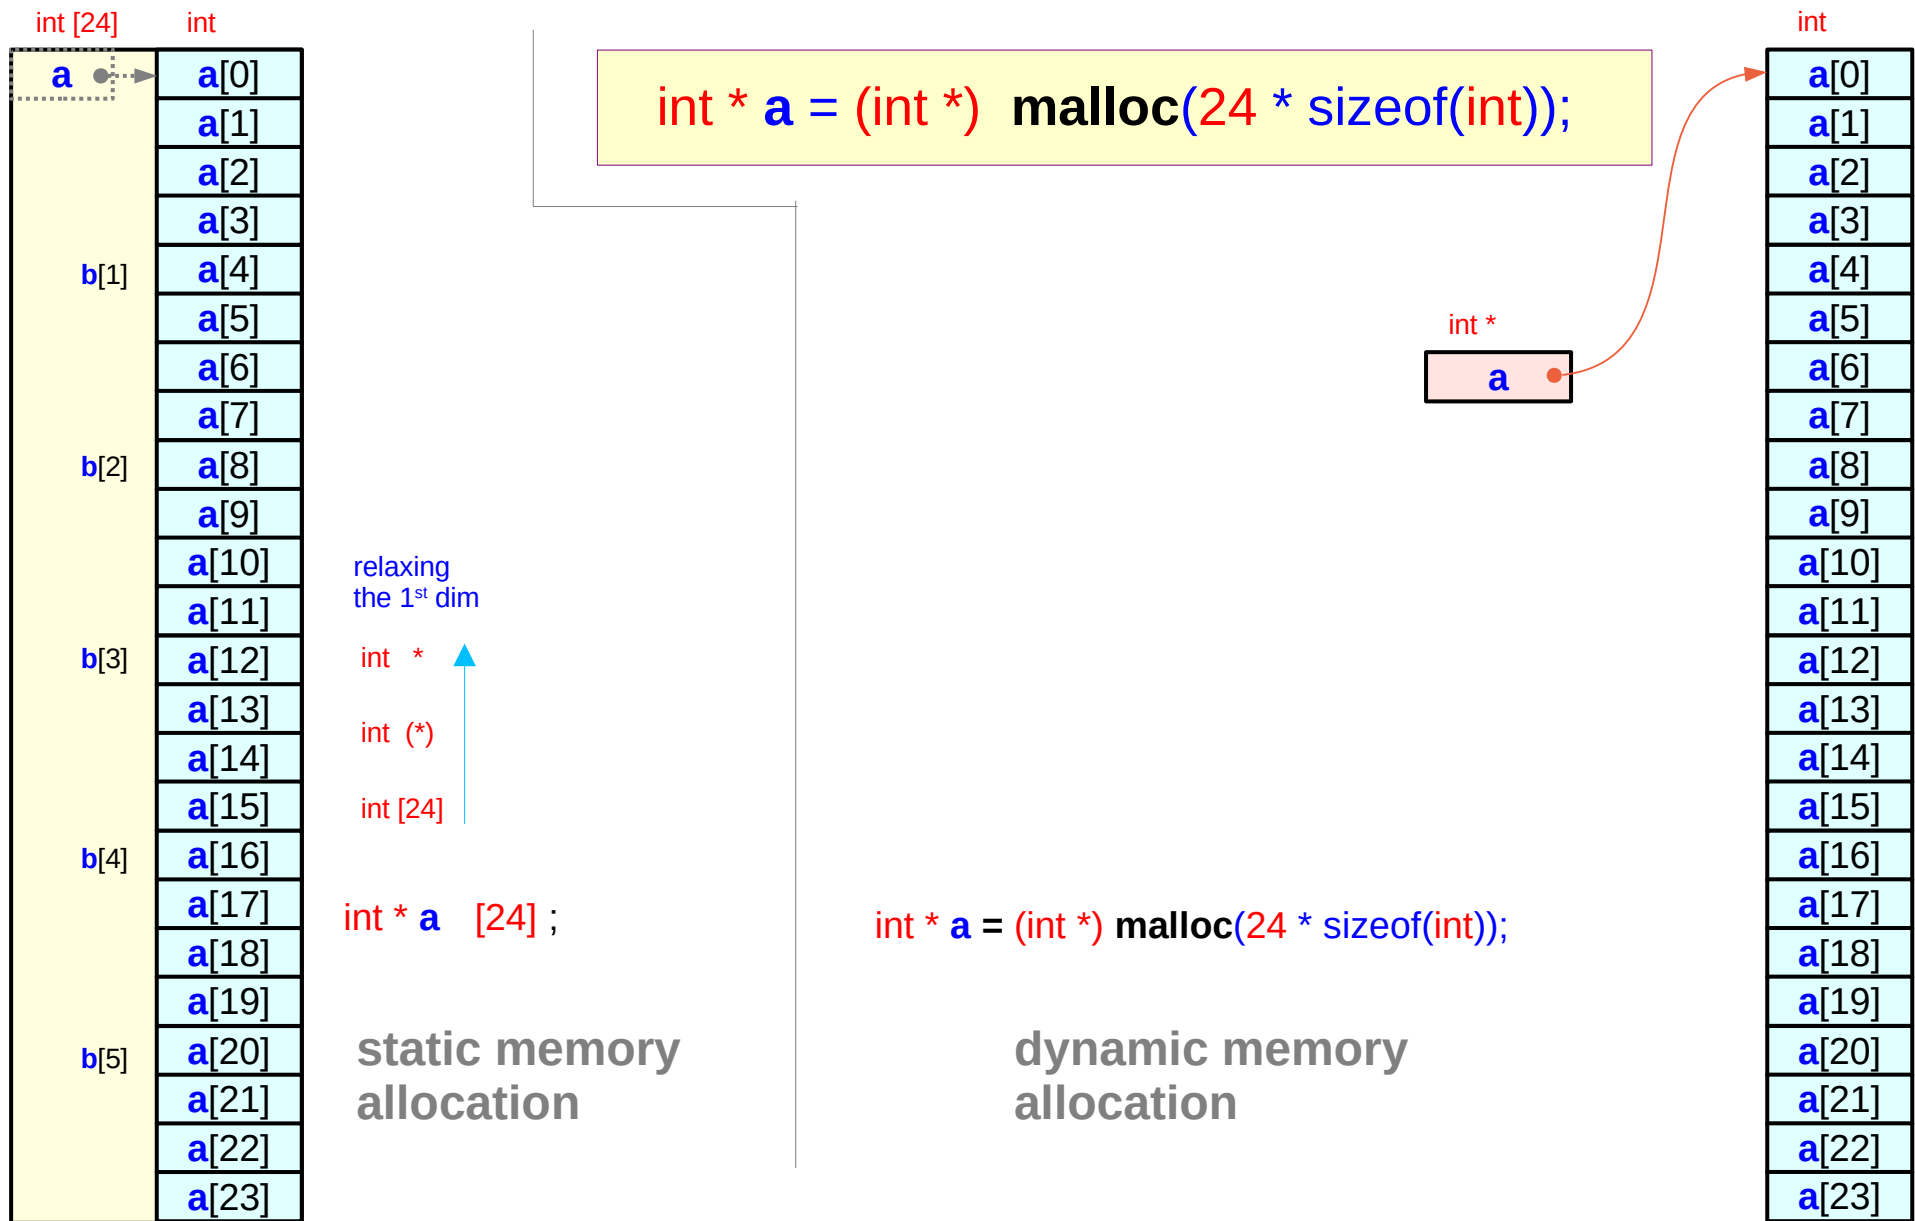 int [24]
int
a
a[0]
a[1]
a[2]
a[3]
a[4]
a[5]
a[6]
a[7]
a[8]
a[9]
a[10]
a[11]
a[12]
a[13]
a[14]
a[15]
a[16]
a[17]
a[18]
a[19]
a[20]
a[21]
a[22]
a[23]
b[1]
b[2]
b[3]
b[4]
b[5]
int * a = (int *) malloc(24 * sizeof(int));
relaxing
the 1st dim
int *
int (*)
int [24]
int * a [24] ;
static memory
allocation
int *
a
int * a = (int *) malloc(24 * sizeof(int));
dynamic memory
allocation
int
a[0]
a[1]
a[2]
a[3]
a[4]
a[5]
a[6]
a[7]
a[8]
a[9]
a[10]
a[11]
a[12]
a[13]
a[14]
a[15]
a[16]
a[17]
a[18]
a[19]
a[20]
a[21]
a[22]
a[23]